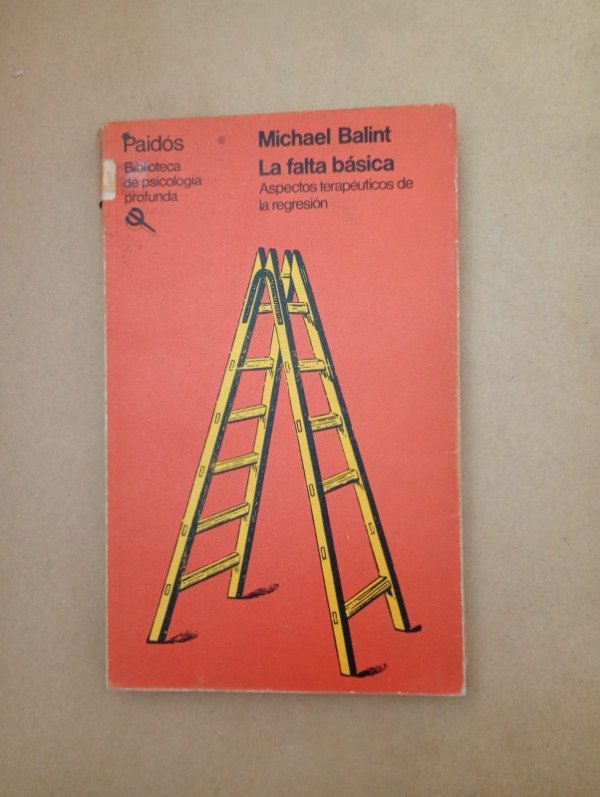 Paidós
Biblioteca
de psicología
profunda
Michael Balint
La falta básica
Aspectos terapéuticos de
la regresión